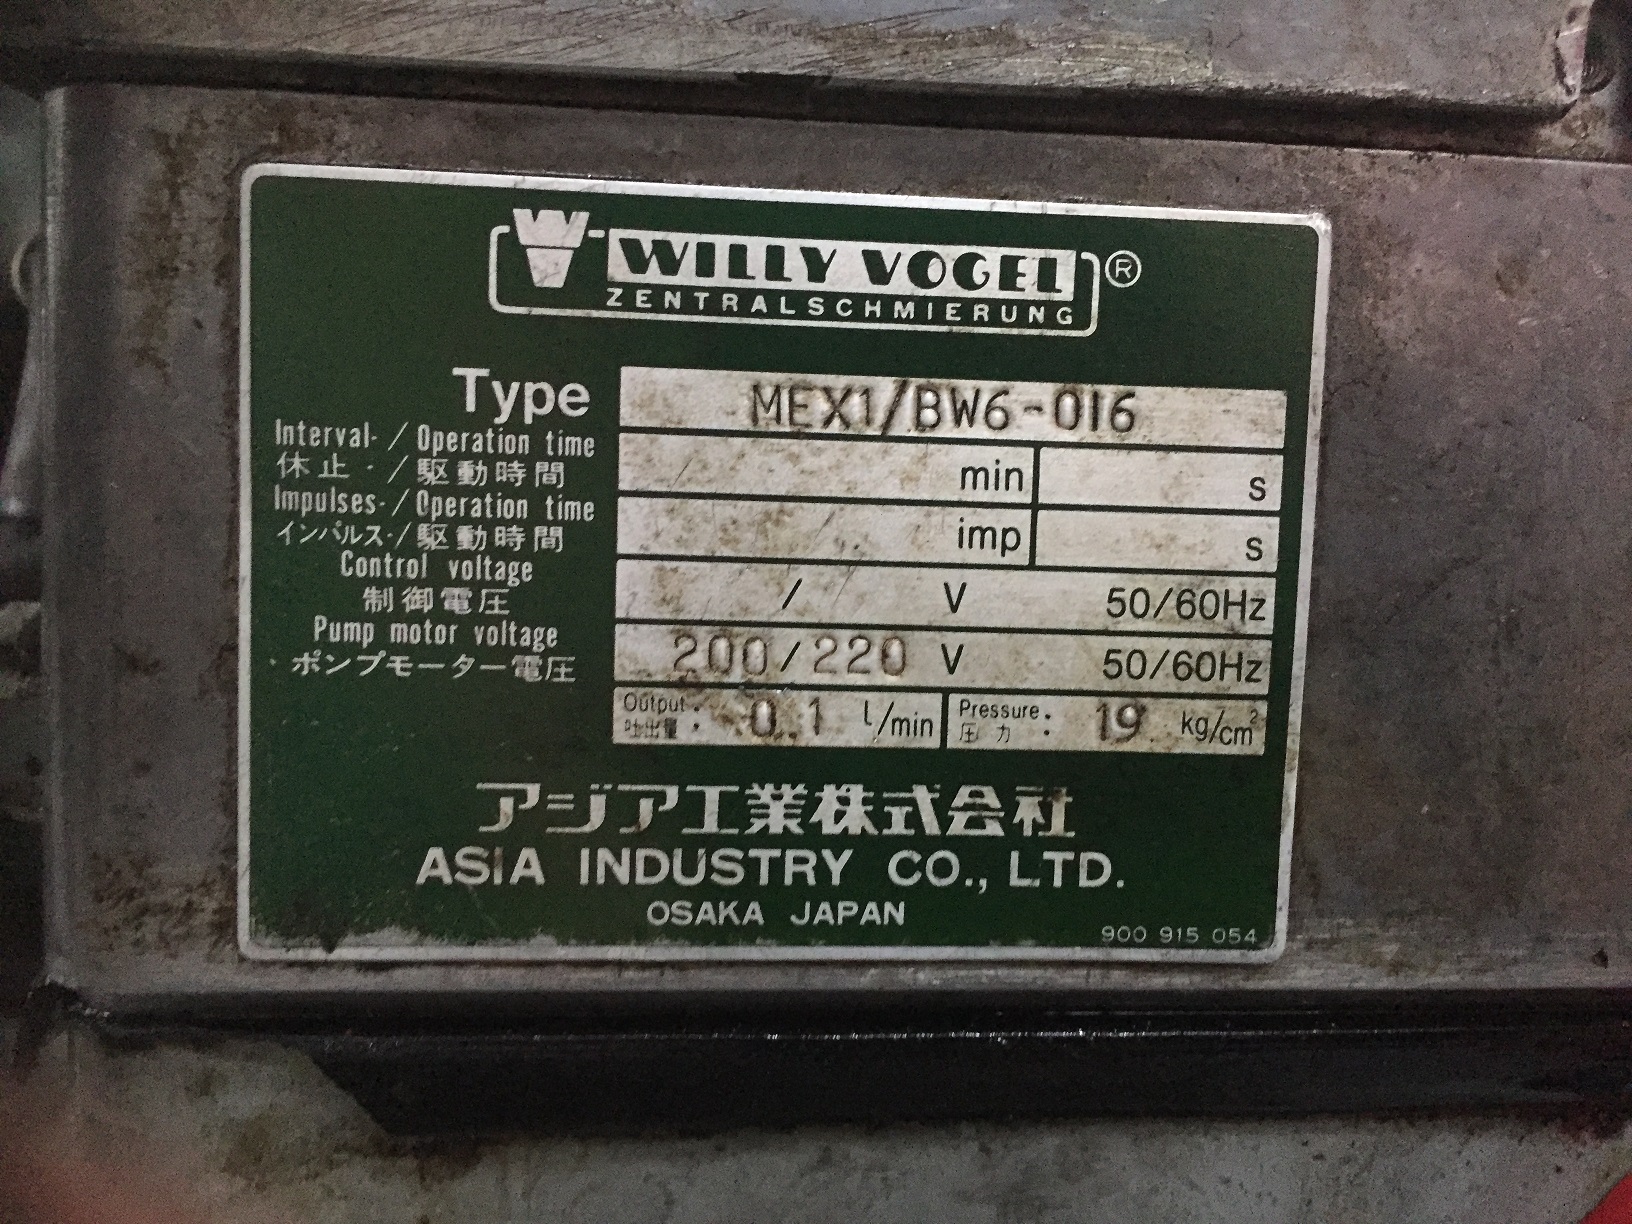 W
WILLY VOGEL ®
ZENTRALSCHMIERUNG
Type MEX1/BW6-016
Interval- / Operation time
休止 · / 駆動時間 min s
Impulses- / Operation time
インパルス· / 駆動時間 imp s
Control voltage
制御電圧 / V 50/60Hz
Pump motor voltage
ポンプモーター電圧 200/220 V 50/60Hz
Output : 0.1 l/min Pressure : 19 kg/cm²
吐出量 圧力
アジア工業株式会社
ASIA INDUSTRY CO., LTD.
OSAKA JAPAN
900 915 054